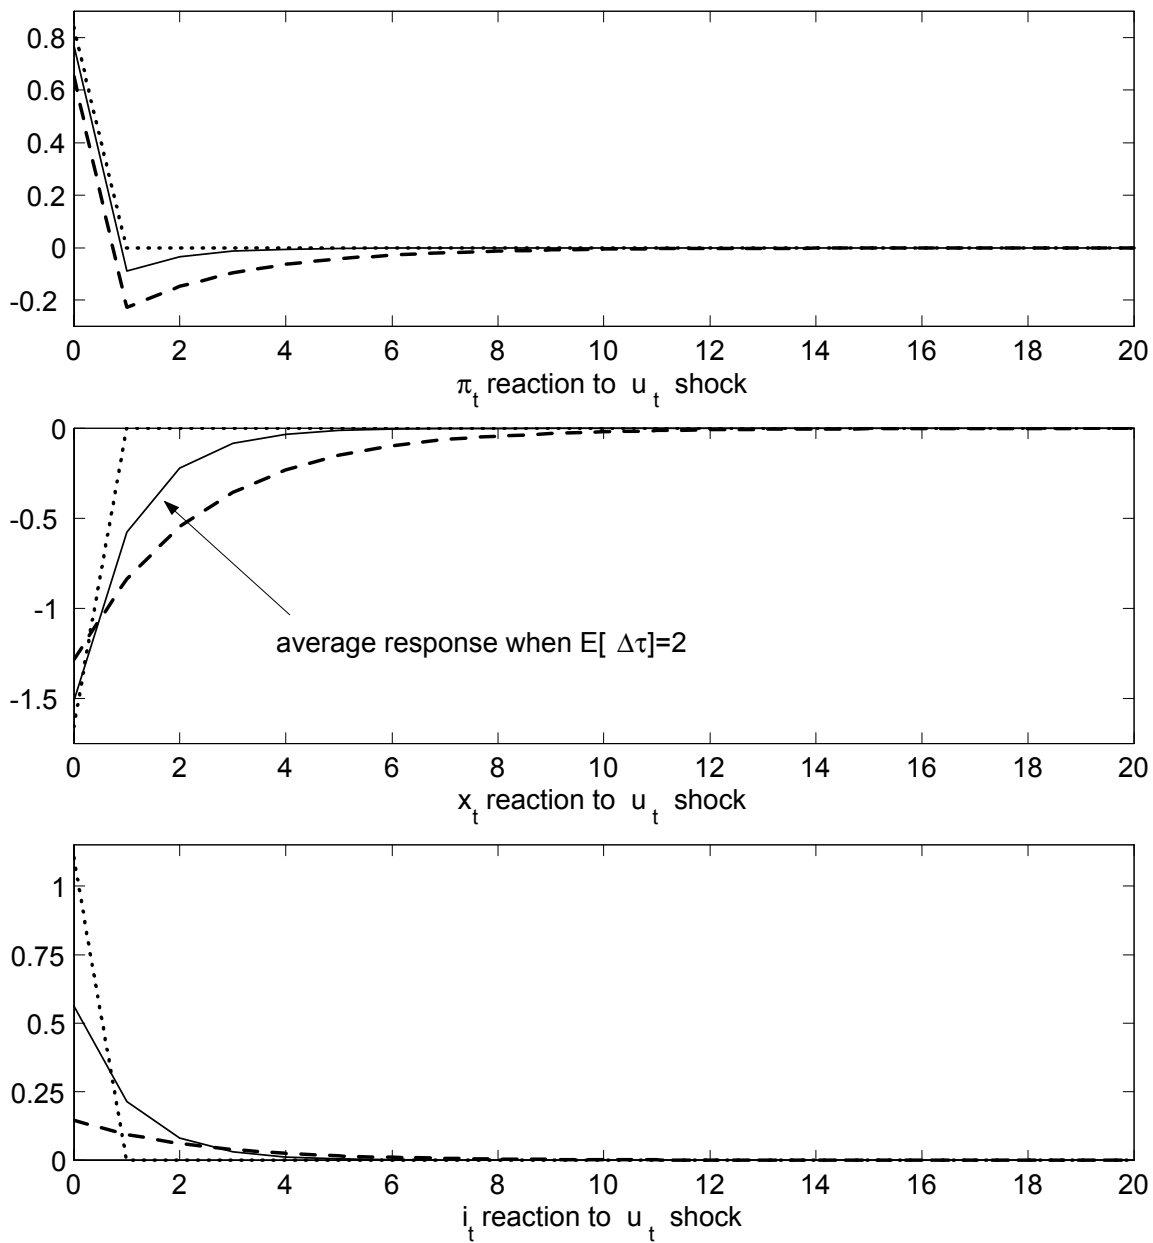 0.8
0.6
0.4
0.2
0
-0.2
0 2 4 6 8 10 12 14 16 18 20
π_t reaction to u_t shock
0
-0.5
-1
average response when E[ Δτ]=2
-1.5
0 2 4 6 8 10 12 14 16 18 20
x_t reaction to u_t shock
1
0.75
0.5
0.25
0
0 2 4 6 8 10 12 14 16 18 20
i_t reaction to u_t shock